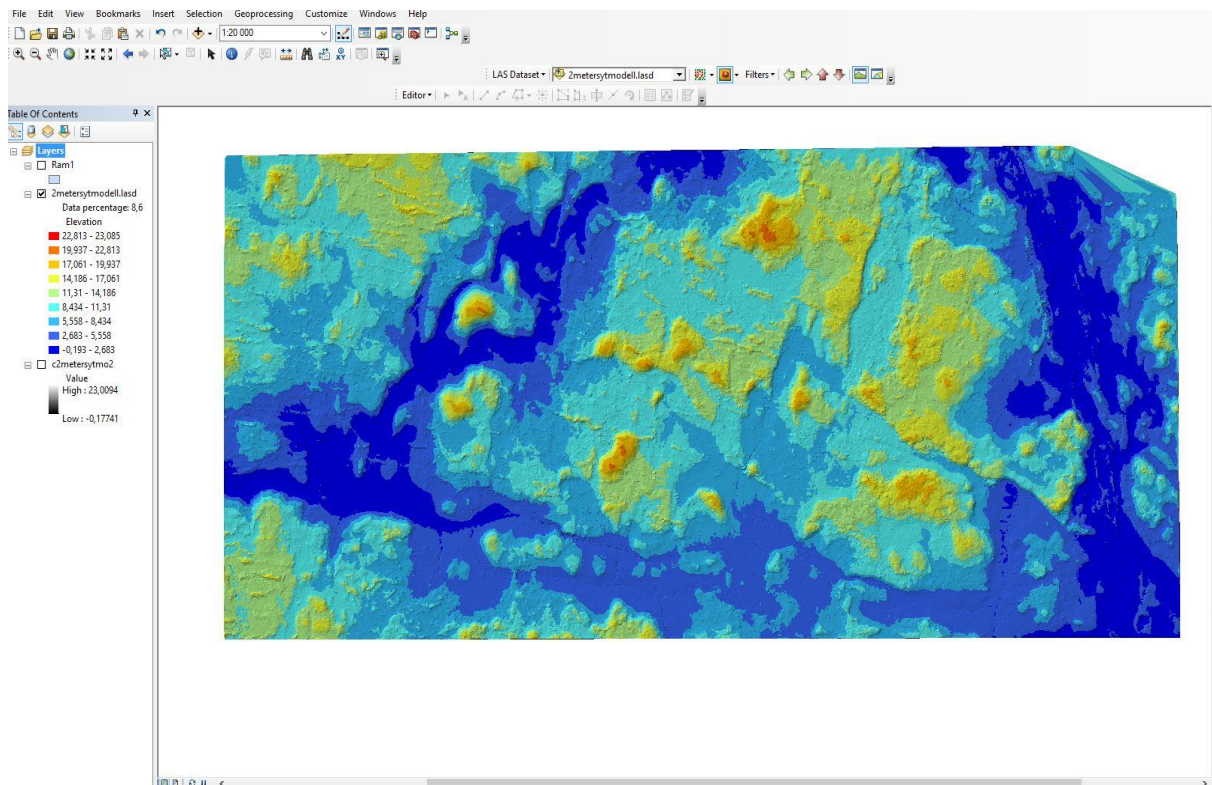 File Edit View Bookmarks Insert Selection Geoprocessing Customize Windows Help
1:20 000
LAS Dataset 2metersytmodell.lasd Filters
Editor
Table Of Contents
Layers
Ram1
2metersytmodell.lasd
Data percentage: 8,6
Elevation
22,813 - 23,085
19,937 - 22,813
17,061 - 19,937
14,186 - 17,061
11,31 - 14,186
8,434 - 11,31
5,558 - 8,434
2,683 - 5,558
-0,193 - 2,683
c2metersytmo2
Value
High : 23,0094
Low : -0,17741